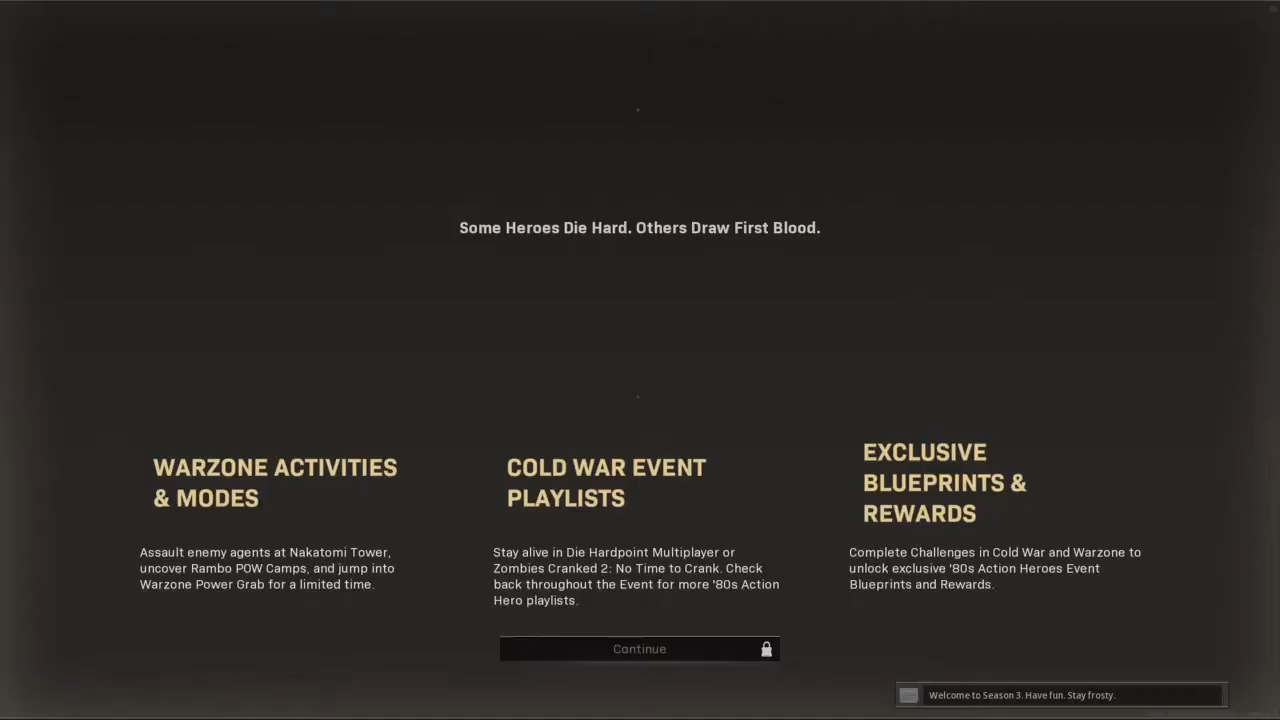 Some Heroes Die Hard. Others Draw First Blood.
WARZONE ACTIVITIES
& MODES
Assault enemy agents at Nakatomi Tower,
uncover Rambo POW Camps, and jump into
Warzone Power Grab for a limited time.
COLD WAR EVENT
PLAYLISTS
Stay alive in Die Hardpoint Multiplayer or
Zombies Cranked 2: No Time to Crank. Check
back throughout the Event for more '80s Action
Hero playlists.
EXCLUSIVE
BLUEPRINTS &
REWARDS
Complete Challenges in Cold War and Warzone to
unlock exclusive '80s Action Heroes Event
Blueprints and Rewards.
Continue
Welcome to Season 3. Have fun. Stay frosty.